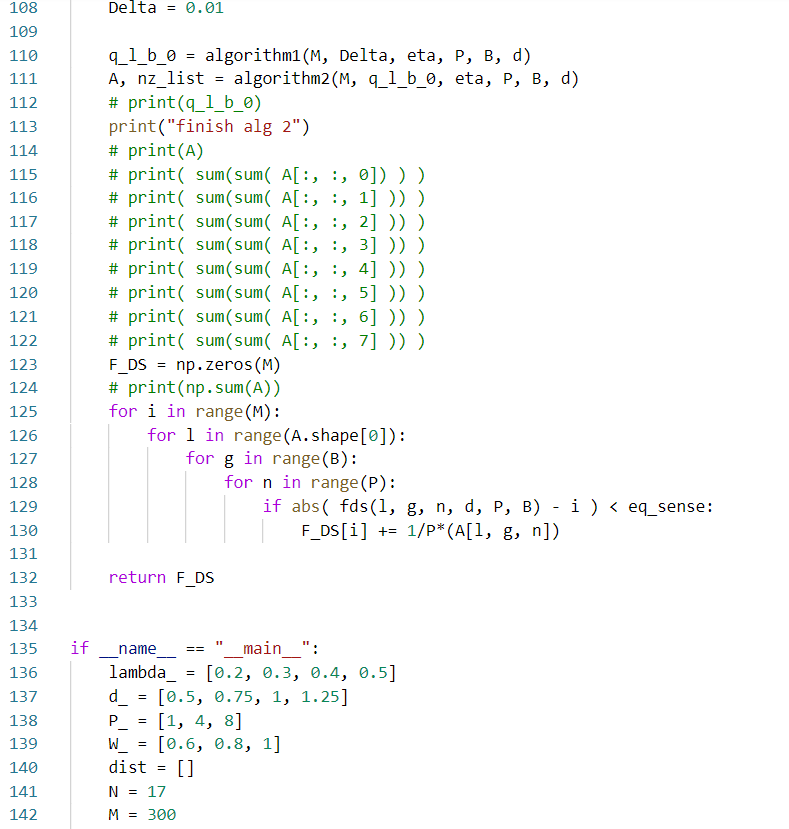 108 Delta = 0.01
109
110 q_l_b_0 = algorithm1(M, Delta, eta, P, B, d)
111 A, nz_list = algorithm2(M, q_l_b_0, eta, P, B, d)
112 # print(q_l_b_0)
113 print("finish alg 2")
114 # print(A)
115 # print( sum(sum( A[:, :, 0]) ) )
116 # print( sum(sum( A[:, :, 1] )) )
117 # print( sum(sum( A[:, :, 2] )) )
118 # print( sum(sum( A[:, :, 3] )) )
119 # print( sum(sum( A[:, :, 4] )) )
120 # print( sum(sum( A[:, :, 5] )) )
121 # print( sum(sum( A[:, :, 6] )) )
122 # print( sum(sum( A[:, :, 7] )) )
123 F_DS = np.zeros(M)
124 # print(np.sum(A))
125 for i in range(M):
126 for l in range(A.shape[0]):
127 for g in range(B):
128 for n in range(P):
129 if abs( fds(l, g, n, d, P, B) - i ) < eq_sense:
130 F_DS[i] += 1/P*(A[l, g, n])
131
132 return F_DS
133
134
135 if __name__ == "__main__":
136 lambda_ = [0.2, 0.3, 0.4, 0.5]
137 d_ = [0.5, 0.75, 1, 1.25]
138 P_ = [1, 4, 8]
139 W_ = [0.6, 0.8, 1]
140 dist = []
141 N = 17
142 M = 300